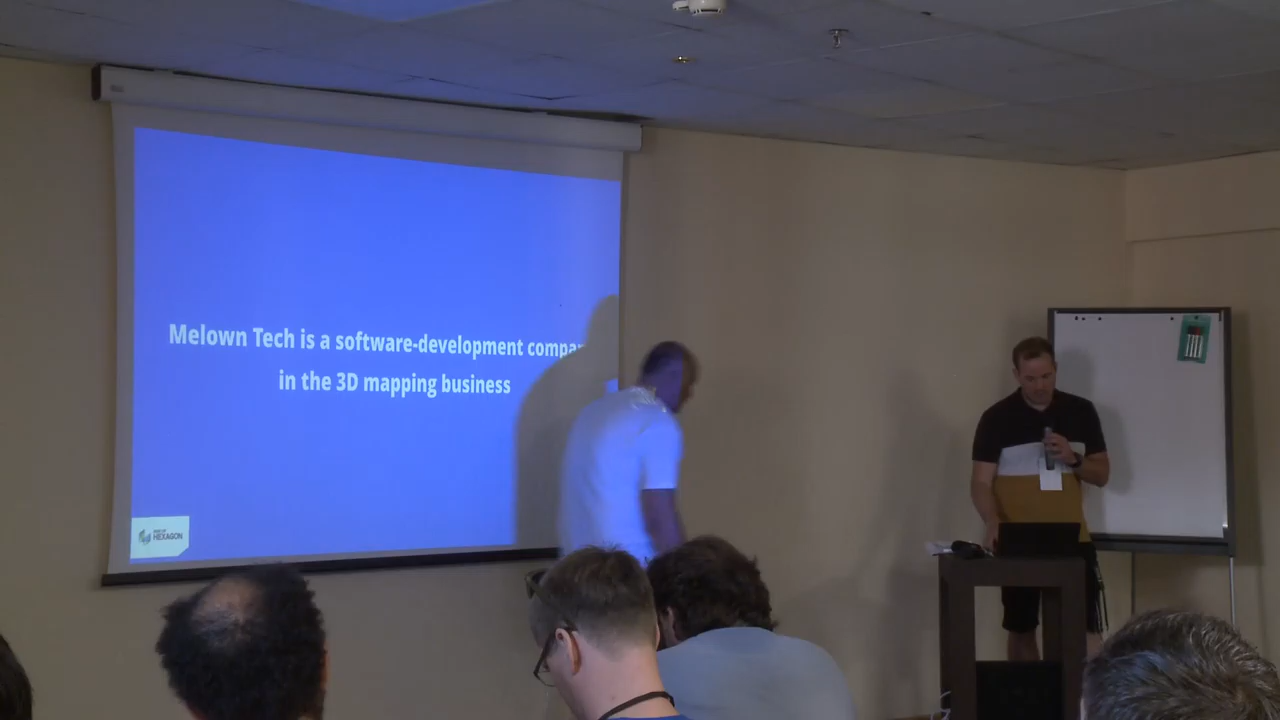 Melown Tech is a software-development compa
in the 3D mapping business
HEXAGON